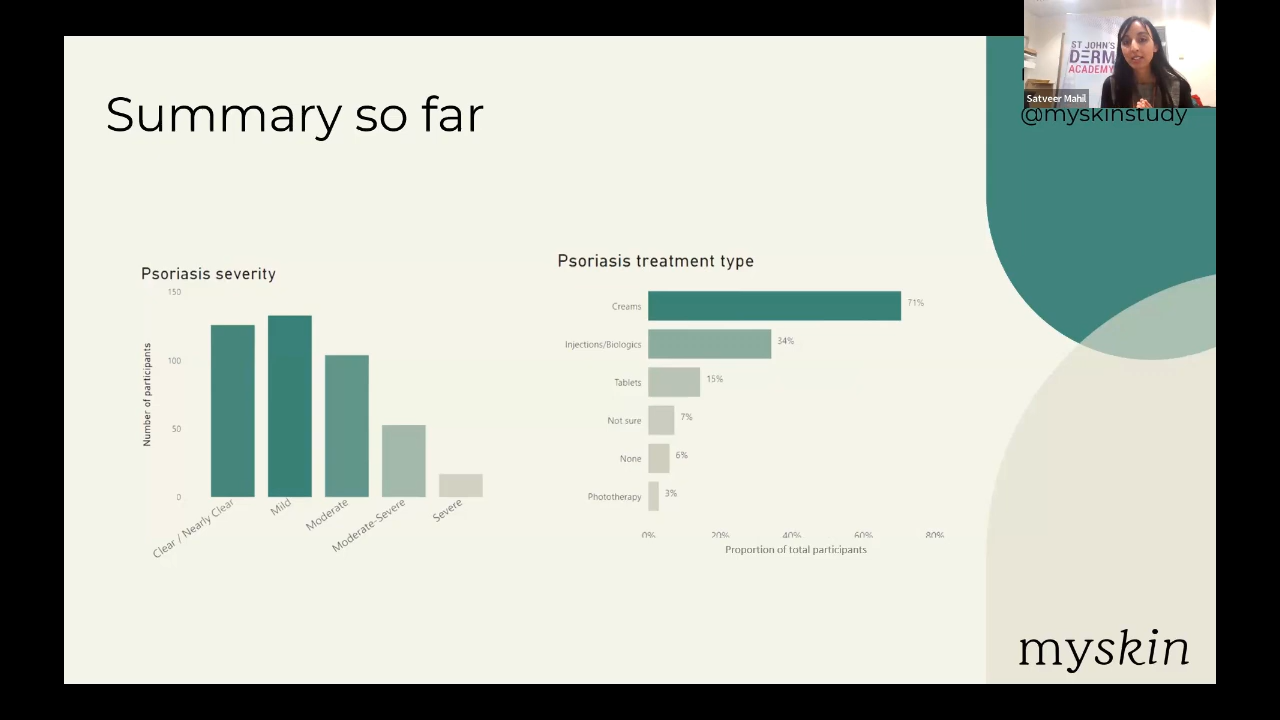 Summary so far
ST JOHN'S
DERM
ACADEMY
Satveer Mahil
@myskinstudy
Psoriasis severity
150
100
50
0
Number of participants
Clear / Nearly Clear
Mild
Moderate
Moderate-Severe
Severe
Psoriasis treatment type
Creams
71%
Injections/Biologics
34%
Tablets
15%
Not sure
7%
None
6%
Phototherapy
3%
0% 20% 40% 60% 80%
Proportion of total participants
myskin